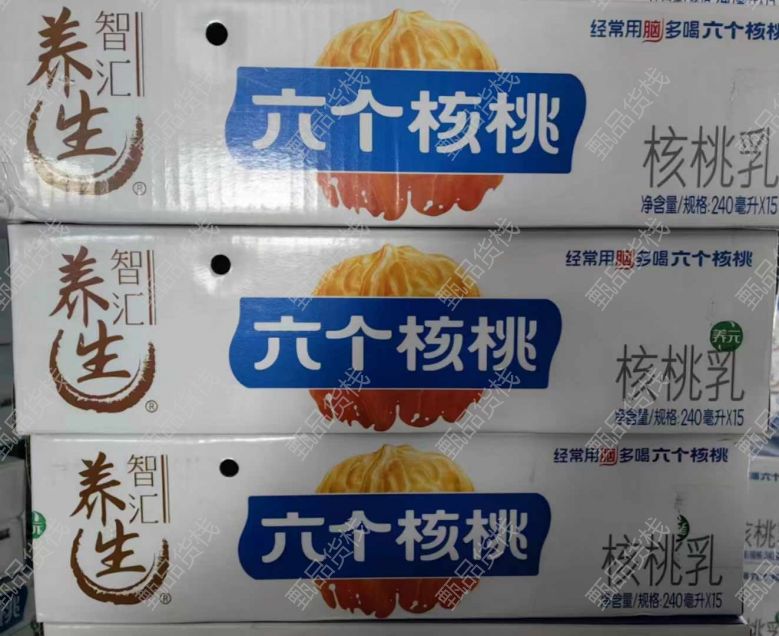 智汇
养生
®
六个核桃
经常用脑多喝六个核桃
核桃乳
净含量/规格:240毫升X15
智汇
养生
®
六个核桃
经常用脑多喝六个核桃
养元
核桃乳
净含量/规格:240毫升X15
智汇
养生
®
六个核桃
经常用脑多喝六个核桃
核桃乳
净含量/规格:240毫升X15
甄品货栈